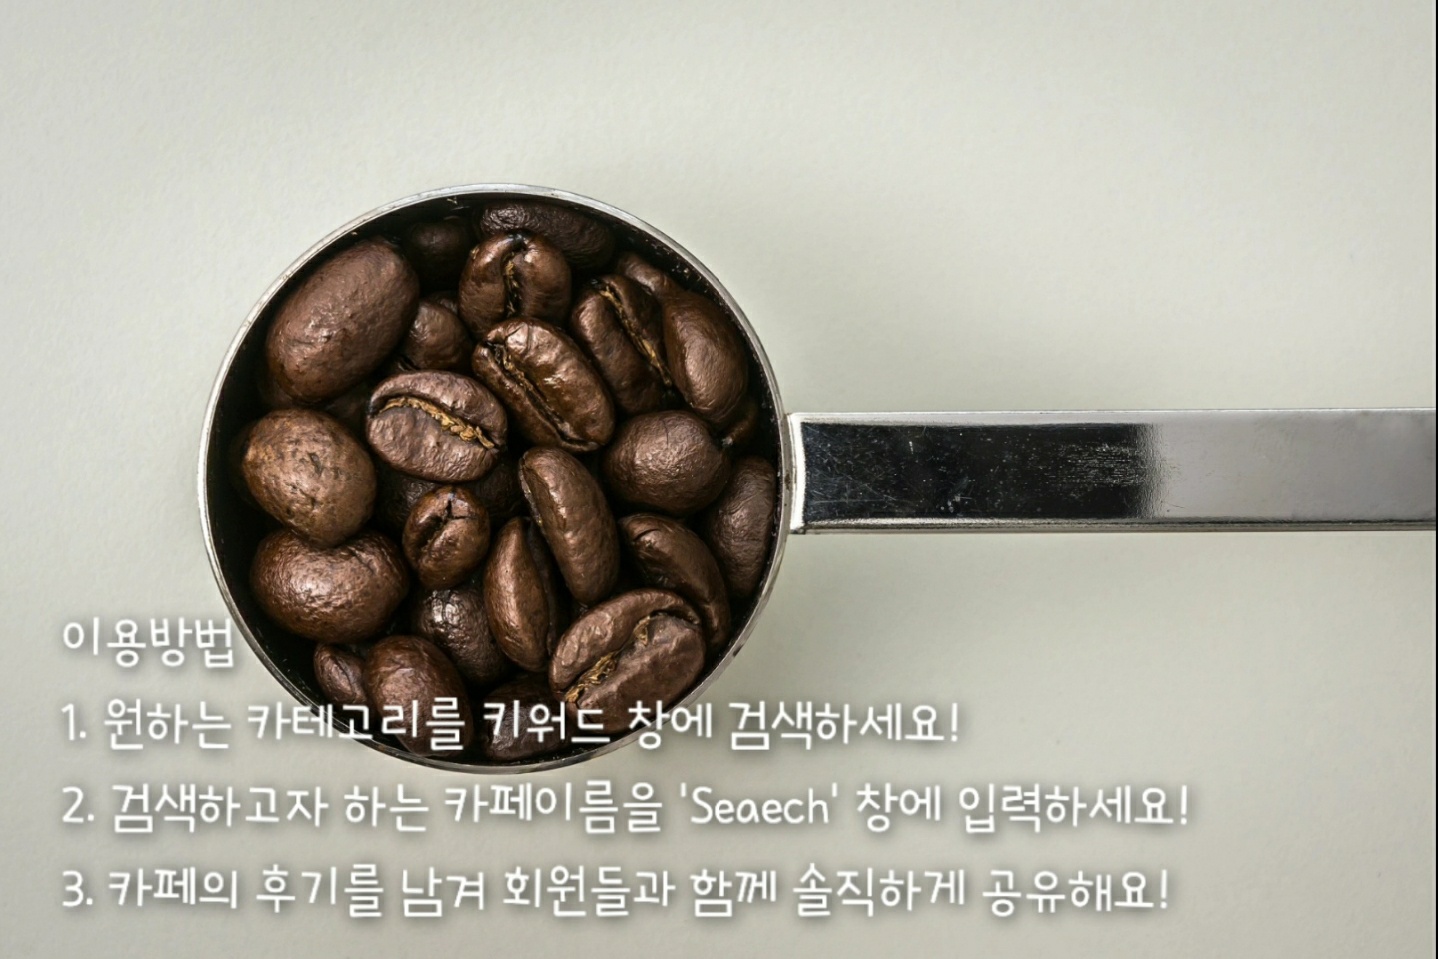 이용방법
1. 원하는 카테고리를 키워드 창에 검색하세요!
2. 검색하고자 하는 카페이름을 'Seaech' 창에 입력하세요!
3. 카페의 후기를 남겨 회원들과 함께 솔직하게 공유해요!